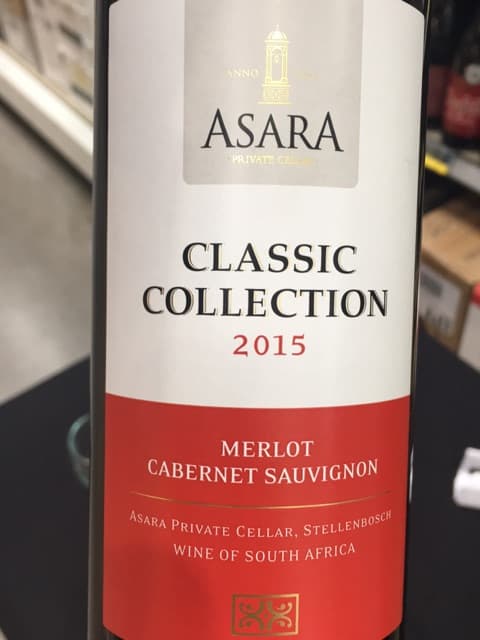 ANNO
ASARA
PRIVATE CELLAR
CLASSIC
COLLECTION
2015
MERLOT
CABERNET SAUVIGNON
ASARA PRIVATE CELLAR, STELLENBOSCH
WINE OF SOUTH AFRICA